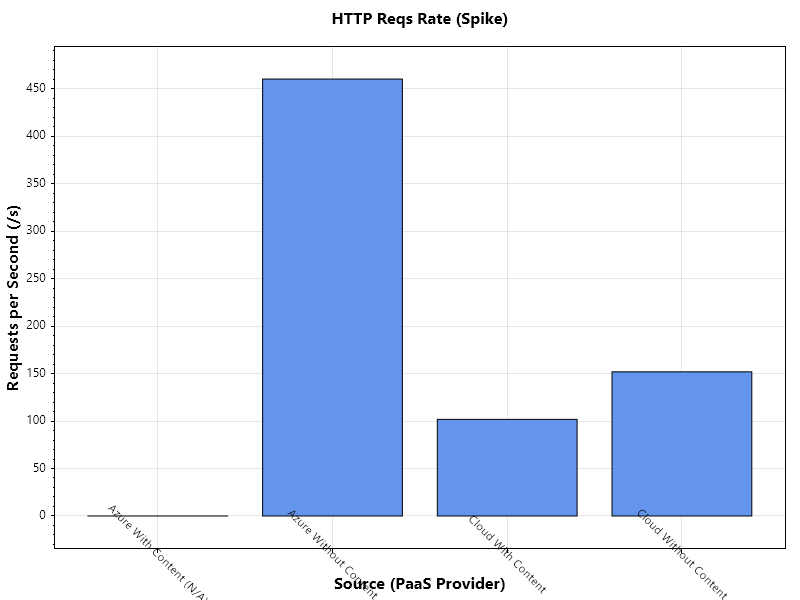 HTTP Reqs Rate (Spike)
Requests per Second (/s)
450
400
350
300
250
200
150
100
50
0
Azure With Content (N/A)
Azure Without Content
Cloud With Content
Cloud Without Content
Source (PaaS Provider)